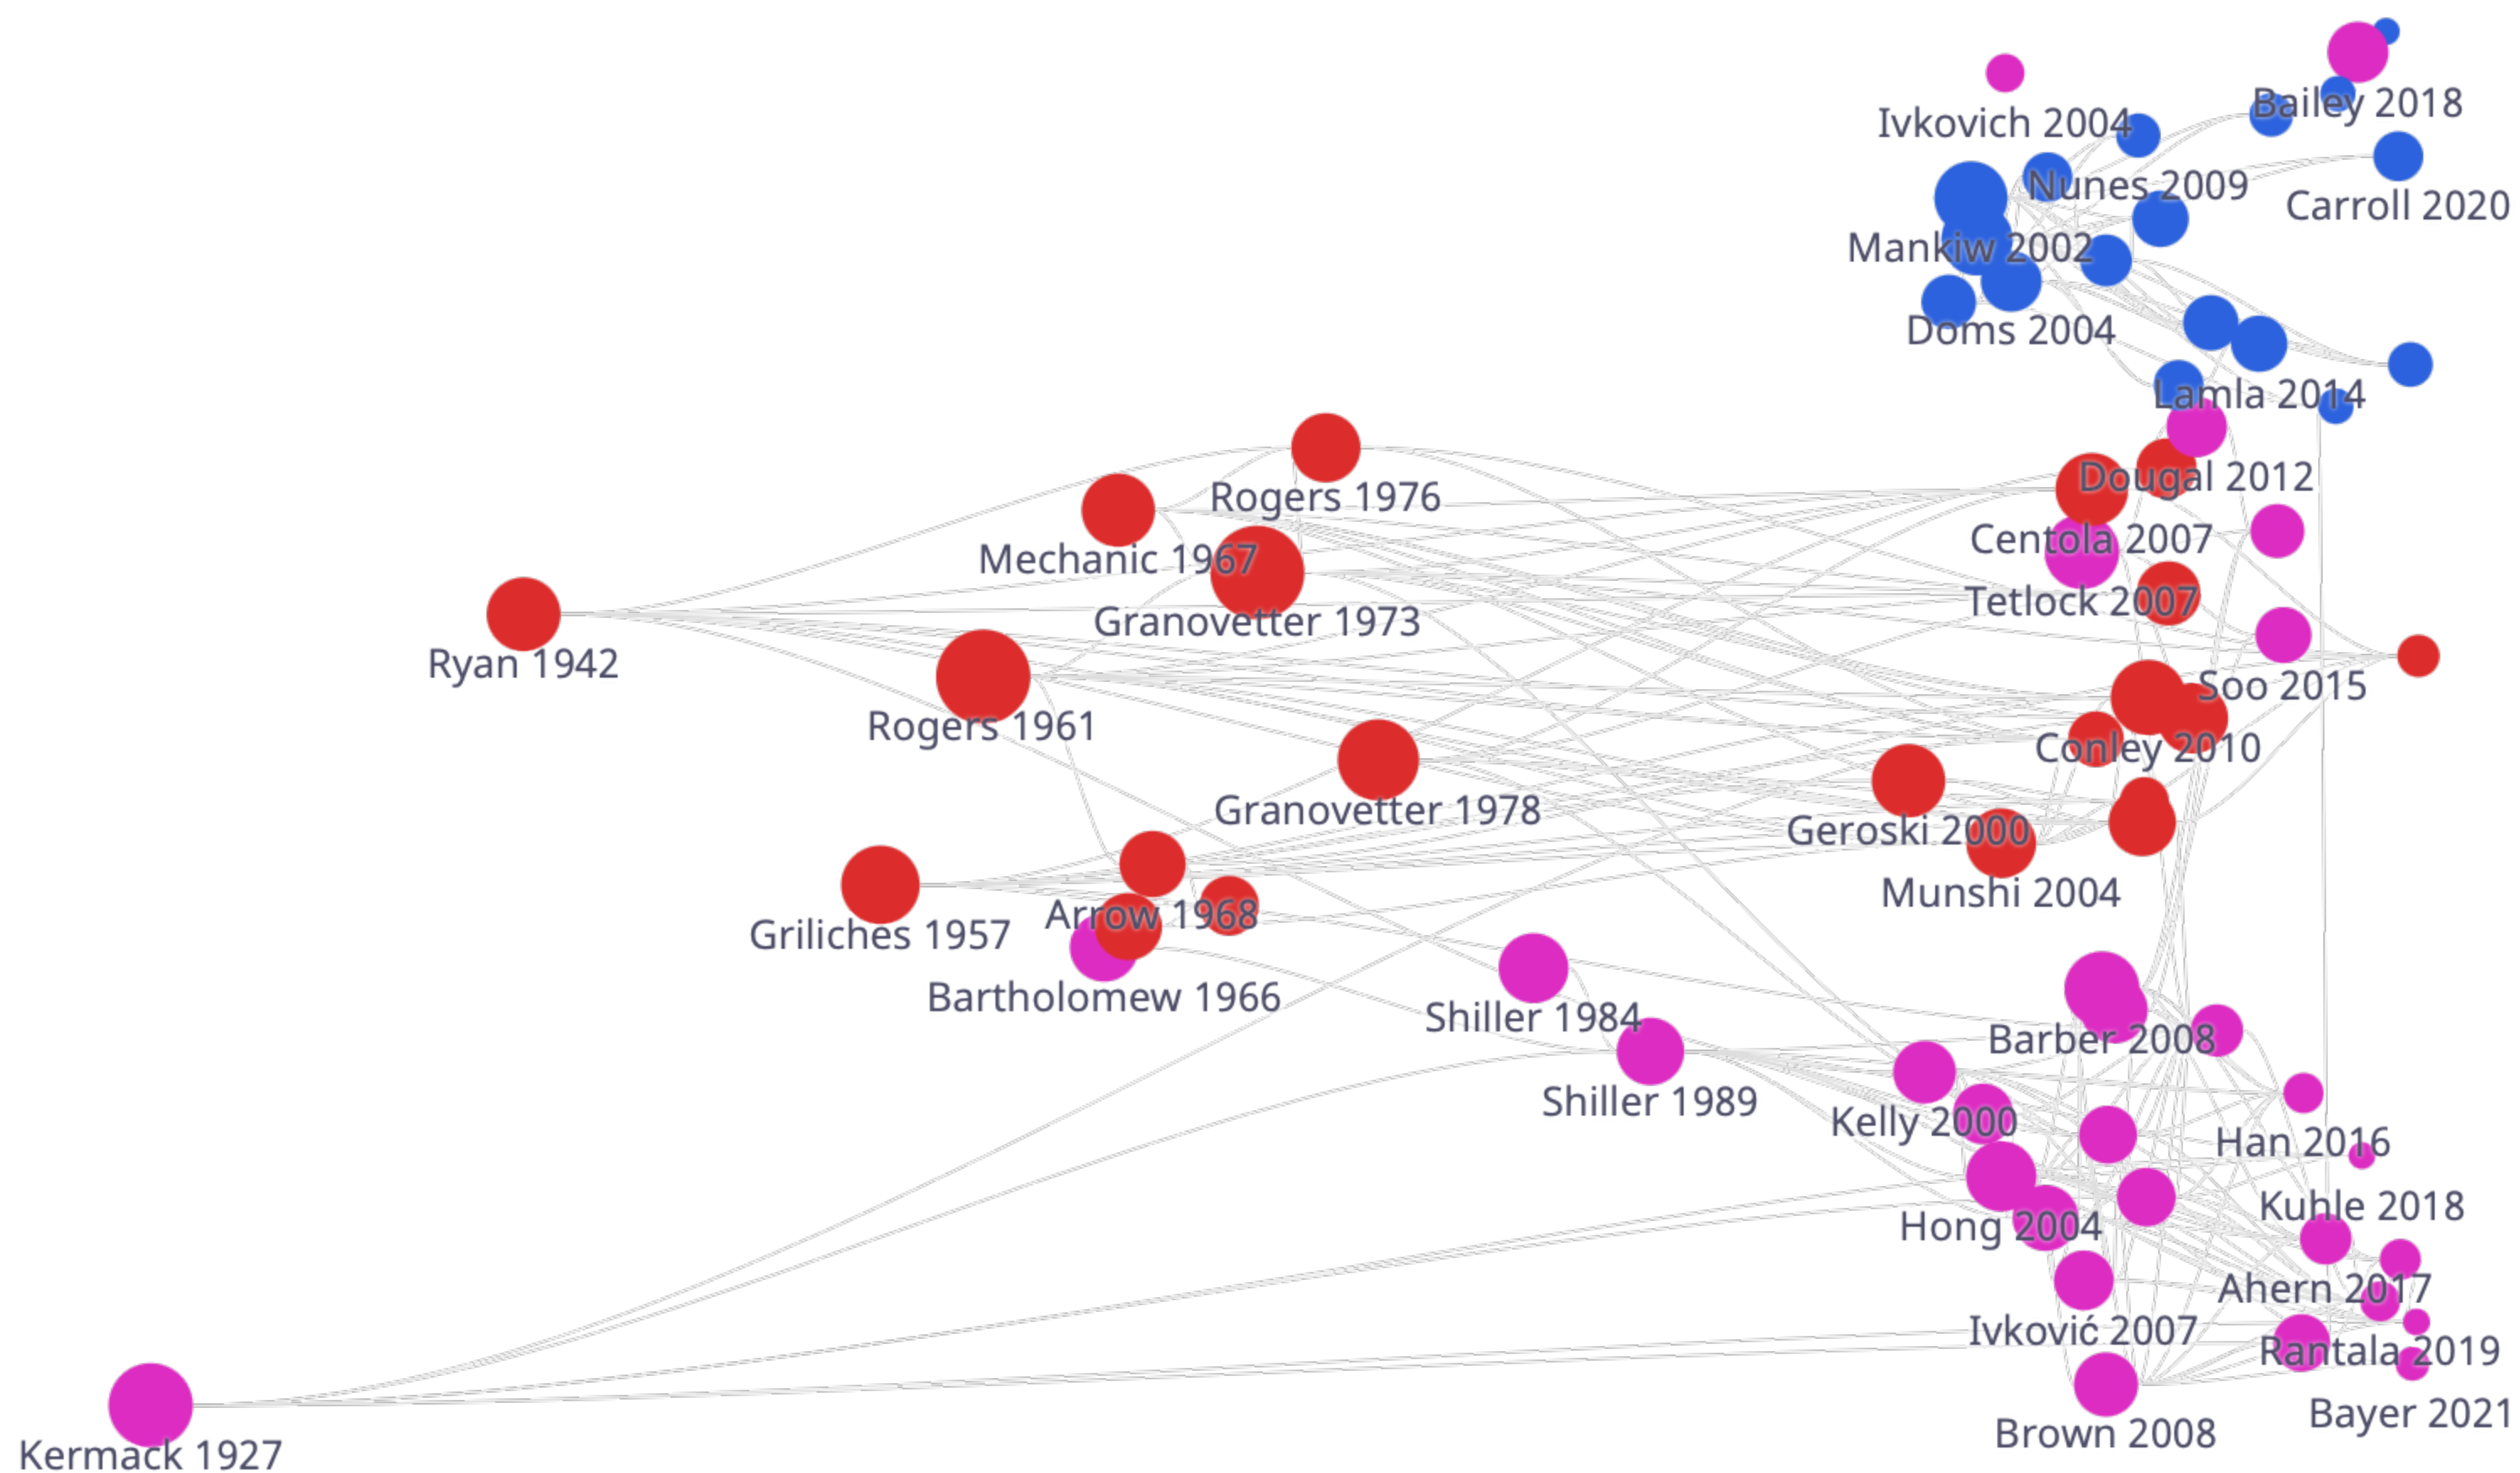 Bailey 2018
Ivkovich 2004
Nunes 2009
Carroll 2020
Mankiw 2002
Doms 2004
Lamla 2014
Dougal 2012
Rogers 1976
Centola 2007
Mechanic 1967
Tetlock 2007
Granovetter 1973
Ryan 1942
Soo 2015
Rogers 1961
Conley 2010
Granovetter 1978
Geroski 2000
Munshi 2004
Arrow 1968
Griliches 1957
Bartholomew 1966
Shiller 1984
Barber 2008
Shiller 1989
Kelly 2000
Han 2016
Kuhle 2018
Hong 2004
Ahern 2017
Ivković 2007
Rantala 2019
Bayer 2021
Brown 2008
Kermack 1927